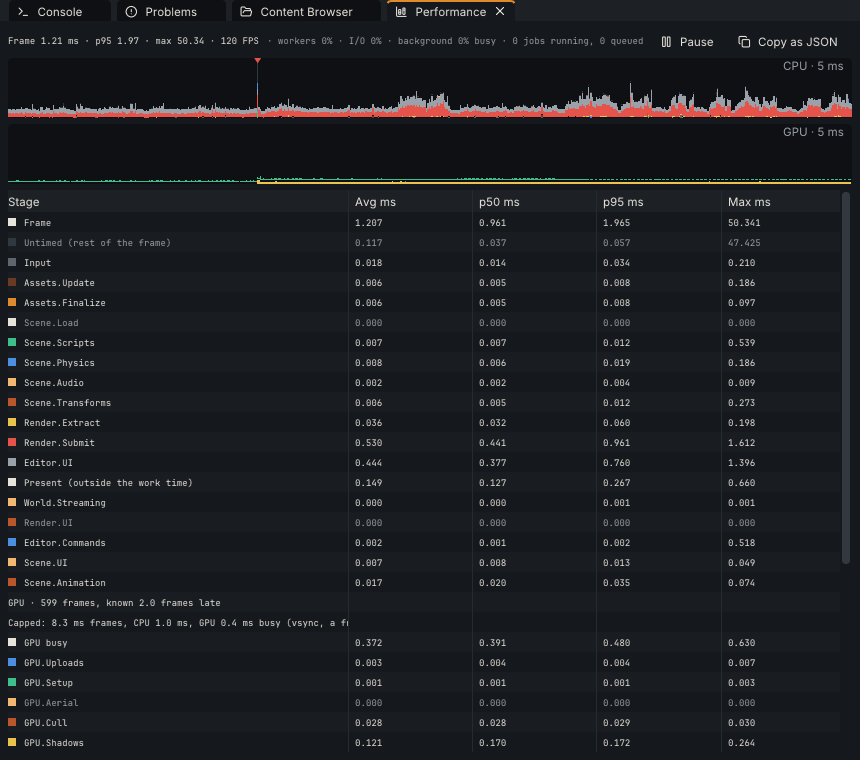 Console Problems Content Browser Performance
Frame 1.21 ms · p95 1.97 · max 50.34 · 120 FPS · workers 0% · I/O 0% · background 0% busy · 0 jobs running, 0 queued Pause Copy as JSON
CPU · 5 ms
GPU · 5 ms
Stage Avg ms p50 ms p95 ms Max ms
Frame 1.207 0.961 1.965 50.341
Untimed (rest of the frame) 0.117 0.037 0.057 47.425
Input 0.018 0.014 0.034 0.210
Assets.Update 0.006 0.005 0.008 0.186
Assets.Finalize 0.006 0.005 0.008 0.097
Scene.Load 0.000 0.000 0.000 0.000
Scene.Scripts 0.007 0.007 0.012 0.539
Scene.Physics 0.008 0.006 0.019 0.186
Scene.Audio 0.002 0.002 0.004 0.009
Scene.Transforms 0.006 0.005 0.012 0.273
Render.Extract 0.036 0.032 0.060 0.198
Render.Submit 0.530 0.441 0.961 1.612
Editor.UI 0.444 0.377 0.760 1.396
Present (outside the work time) 0.149 0.127 0.267 0.660
World.Streaming 0.000 0.000 0.001 0.001
Render.UI 0.000 0.000 0.000 0.000
Editor.Commands 0.002 0.001 0.002 0.518
Scene.UI 0.007 0.008 0.013 0.049
Scene.Animation 0.017 0.020 0.035 0.074
GPU · 599 frames, known 2.0 frames late
Capped: 8.3 ms frames, CPU 1.0 ms, GPU 0.4 ms busy (vsync, a
GPU busy 0.372 0.391 0.480 0.630
GPU.Uploads 0.003 0.004 0.004 0.007
GPU.Setup 0.001 0.001 0.001 0.003
GPU.Aerial 0.000 0.000 0.000 0.000
GPU.Cull 0.028 0.028 0.029 0.030
GPU.Shadows 0.121 0.170 0.172 0.264